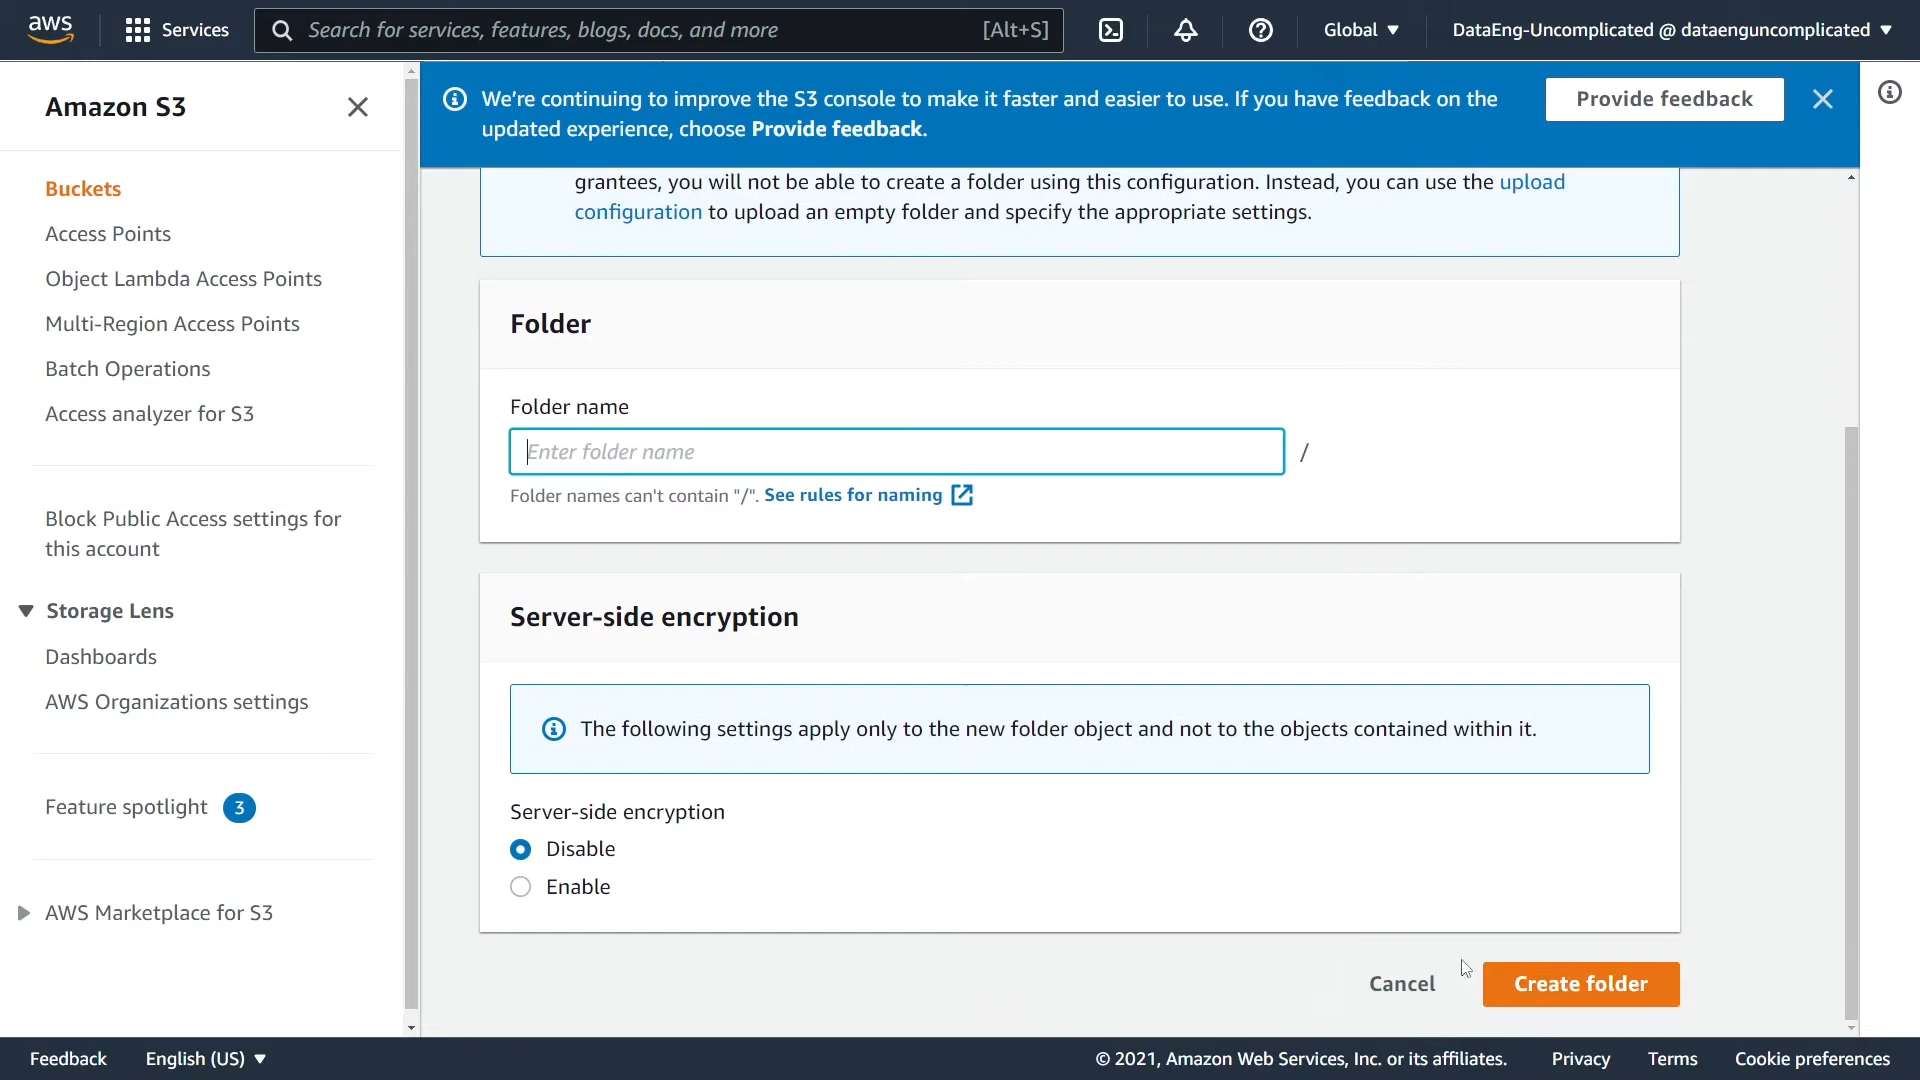 aws
Services
Search for services, features, blogs, docs, and more
[Alt+S]
Global
DataEng-Uncomplicated @ dataenguncomplicated
Amazon S3
Buckets
Access Points
Object Lambda Access Points
Multi-Region Access Points
Batch Operations
Access analyzer for S3
Block Public Access settings for
this account
Storage Lens
Dashboards
AWS Organizations settings
Feature spotlight 3
AWS Marketplace for S3
We're continuing to improve the S3 console to make it faster and easier to use. If you have feedback on the
updated experience, choose Provide feedback.
Provide feedback
grantees, you will not be able to create a folder using this configuration. Instead, you can use the upload
configuration to upload an empty folder and specify the appropriate settings.
Folder
Folder name
Enter folder name
/
Folder names can't contain "/". See rules for naming
Server-side encryption
The following settings apply only to the new folder object and not to the objects contained within it.
Server-side encryption
Disable
Enable
Cancel
Create folder
Feedback
English (US)
© 2021, Amazon Web Services, Inc. or its affiliates.
Privacy
Terms
Cookie preferences